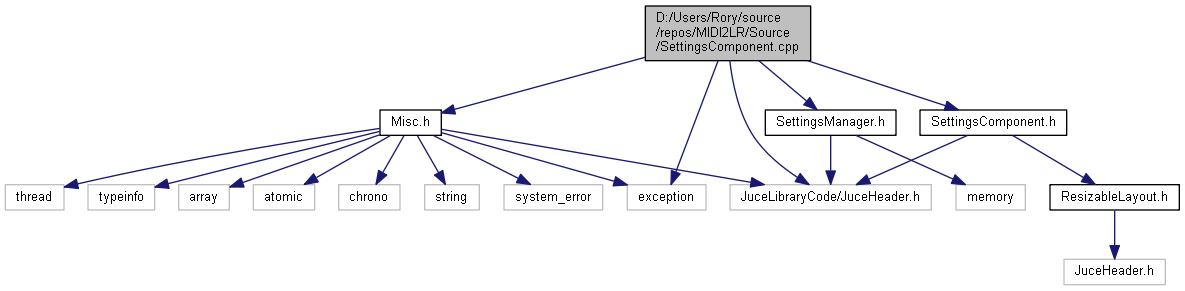 D:/Users/Rory/source
/repos/MIDI2LR/Source
/SettingsComponent.cpp
Misc.h
SettingsManager.h
SettingsComponent.h
thread
typeinfo
array
atomic
chrono
string
system_error
exception
JuceLibraryCode/JuceHeader.h
memory
ResizableLayout.h
JuceHeader.h